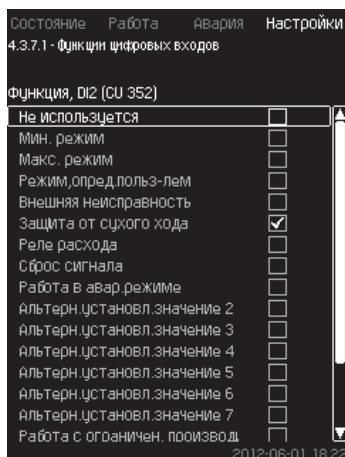 Состояние Работа Авария Настройки
4.3.7.1 - Функции цифровых входов
Функция, DI2 (CU 352)
Не используется
Мин. режим
Макс. режим
Режим,опред.польз-лем
Внешняя неисправность
Защита от сухого хода
Реле расхода
Сброс сигнала
Работа в авар.режиме
Альтерн.установл.значение 2
Альтерн.установл.значение 3
Альтерн.установл.значение 4
Альтерн.установл.значение 5
Альтерн.установл.значение 6
Альтерн.установл.значение 7
Работа с ограничен. производ
2012-06-01 18:22